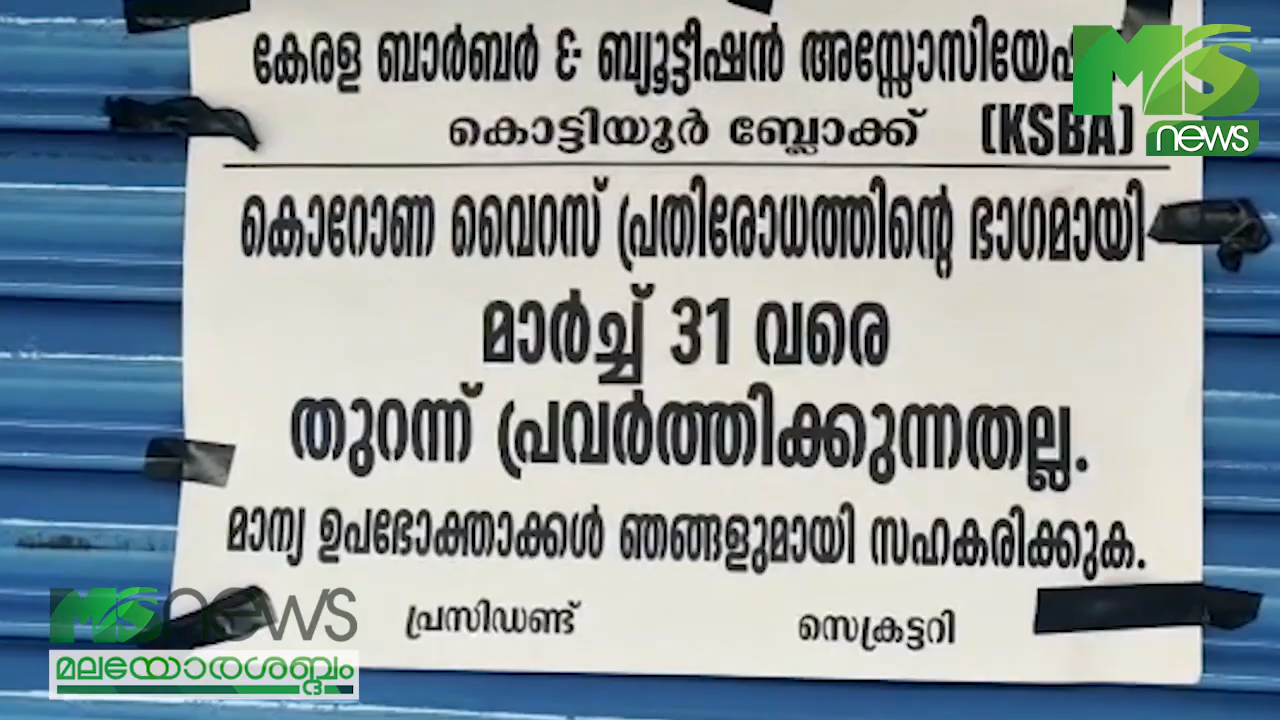 കേരള ബാർബർ & ബ്യൂട്ടീഷൻ
കൊട്ടിയൂർ ബ്ലോക്ക് (KSBA)
കൊറോണ വൈറസ് പ്രതിരോധത്തിന്റെ ഭാഗമായി
മാർച്ച് 31 വരെ
തുറന്ന് പ്രവർത്തിക്കുന്നതല്ല.
മാന്യ ഉപഭോക്താക്കൾ ഞങ്ങളുമായി സഹകരിക്കുക.
പ്രസിഡണ്ട് സെക്രട്ടറി
MS news
MS news
മലയോരശബ്ദം